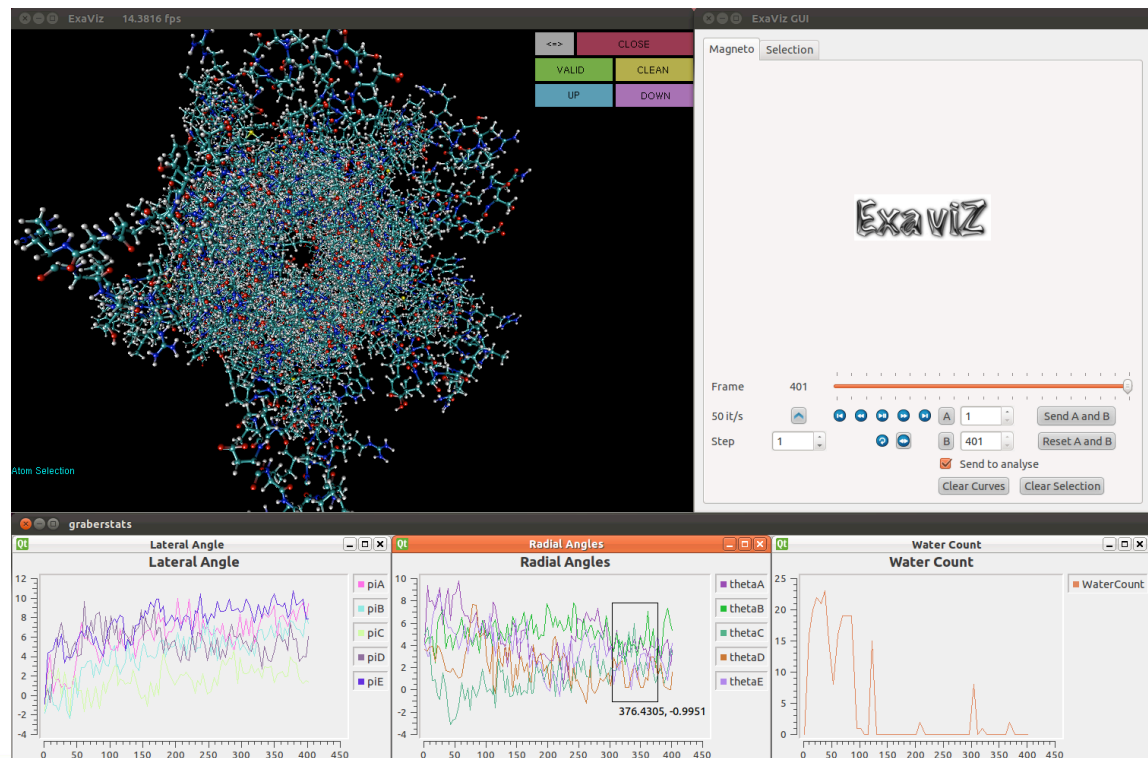 ExaViz 14.3816 fps
<=> CLOSE
VALID CLEAN
UP DOWN
Atom Selection
ExaViz GUI
Magneto Selection
ExaviZ
Frame 401
50 it/s A 1 Send A and B
Step 1 B 401 Reset A and B
Send to analyse
Clear Curves Clear Selection
graberstats
Qt Lateral Angle
Lateral Angle
12
10
8
6
4
2
0
-2
-4
0 50 100 150 200 250 300 350 400 450
piA
piB
piC
piD
piE
Qt Radial Angles
Radial Angles
10
8
6
4
2
0
-2
-4
0 50 100 150 200 250 300 350 400 450
376.4305, -0.9951
thetaA
thetaB
thetaC
thetaD
thetaE
Qt Water Count
Water Count
25
20
15
10
5
0
0 50 100 150 200 250 300 350 400 450
WaterCount